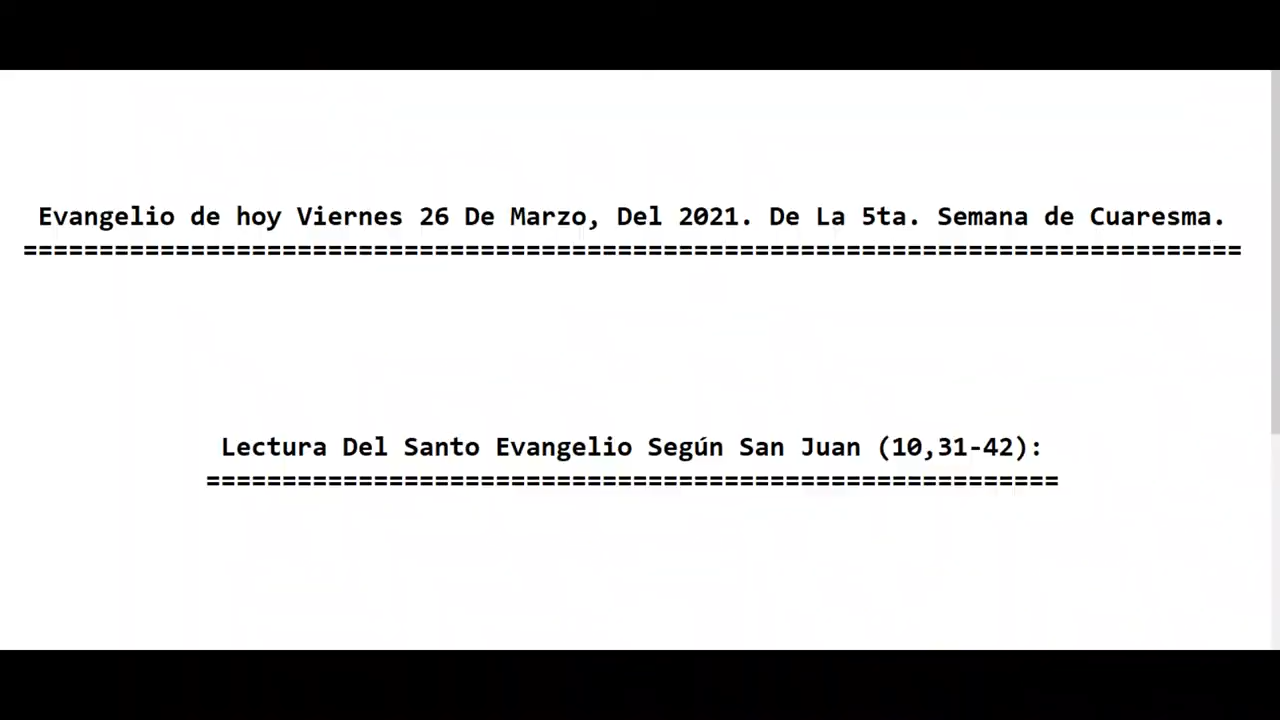 Evangelio de hoy Viernes 26 De Marzo, Del 2021. De La 5ta. Semana de Cuaresma.
================================================================================
Lectura Del Santo Evangelio Según San Juan (10,31-42):
========================================================